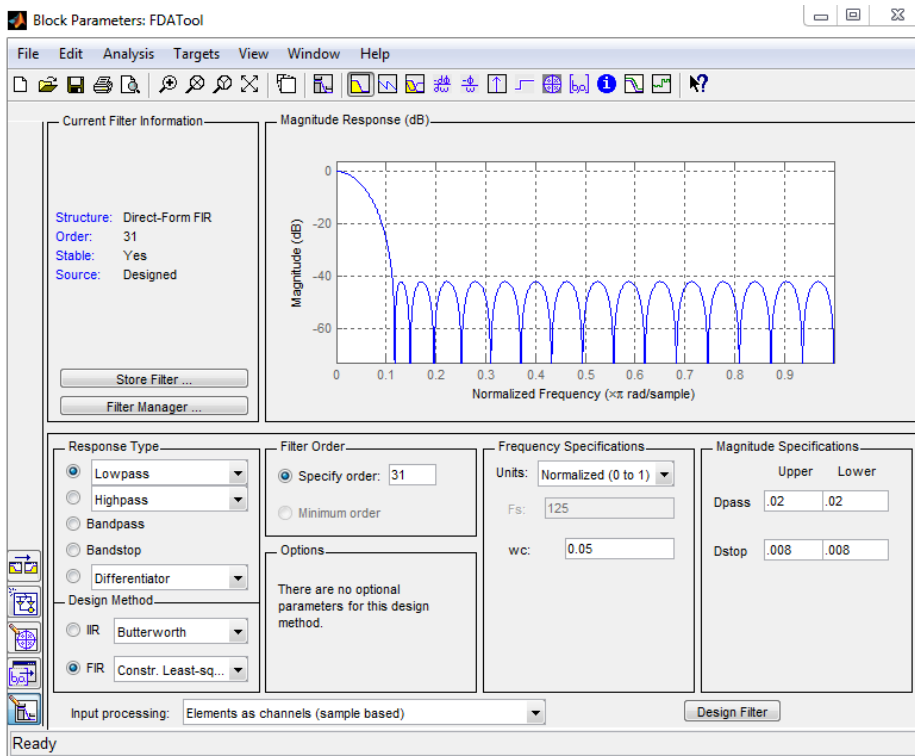 Block Parameters: FDATool
File Edit Analysis Targets View Window Help
Current Filter Information
Structure: Direct-Form FIR
Order: 31
Stable: Yes
Source: Designed
Store Filter ...
Filter Manager ...
Magnitude Response (dB)
Magnitude (dB)
0
-20
-40
-60
0 0.1 0.2 0.3 0.4 0.5 0.6 0.7 0.8 0.9
Normalized Frequency (×π rad/sample)
Response Type
Lowpass
Highpass
Bandpass
Bandstop
Differentiator
Design Method
IIR Butterworth
FIR Constr. Least-sq...
Filter Order
Specify order: 31
Minimum order
Options
There are no optional
parameters for this design
method.
Frequency Specifications
Units: Normalized (0 to 1)
Fs: 125
wc: 0.05
Magnitude Specifications
Upper Lower
Dpass .02 .02
Dstop .008 .008
Input processing: Elements as channels (sample based)
Design Filter
Ready